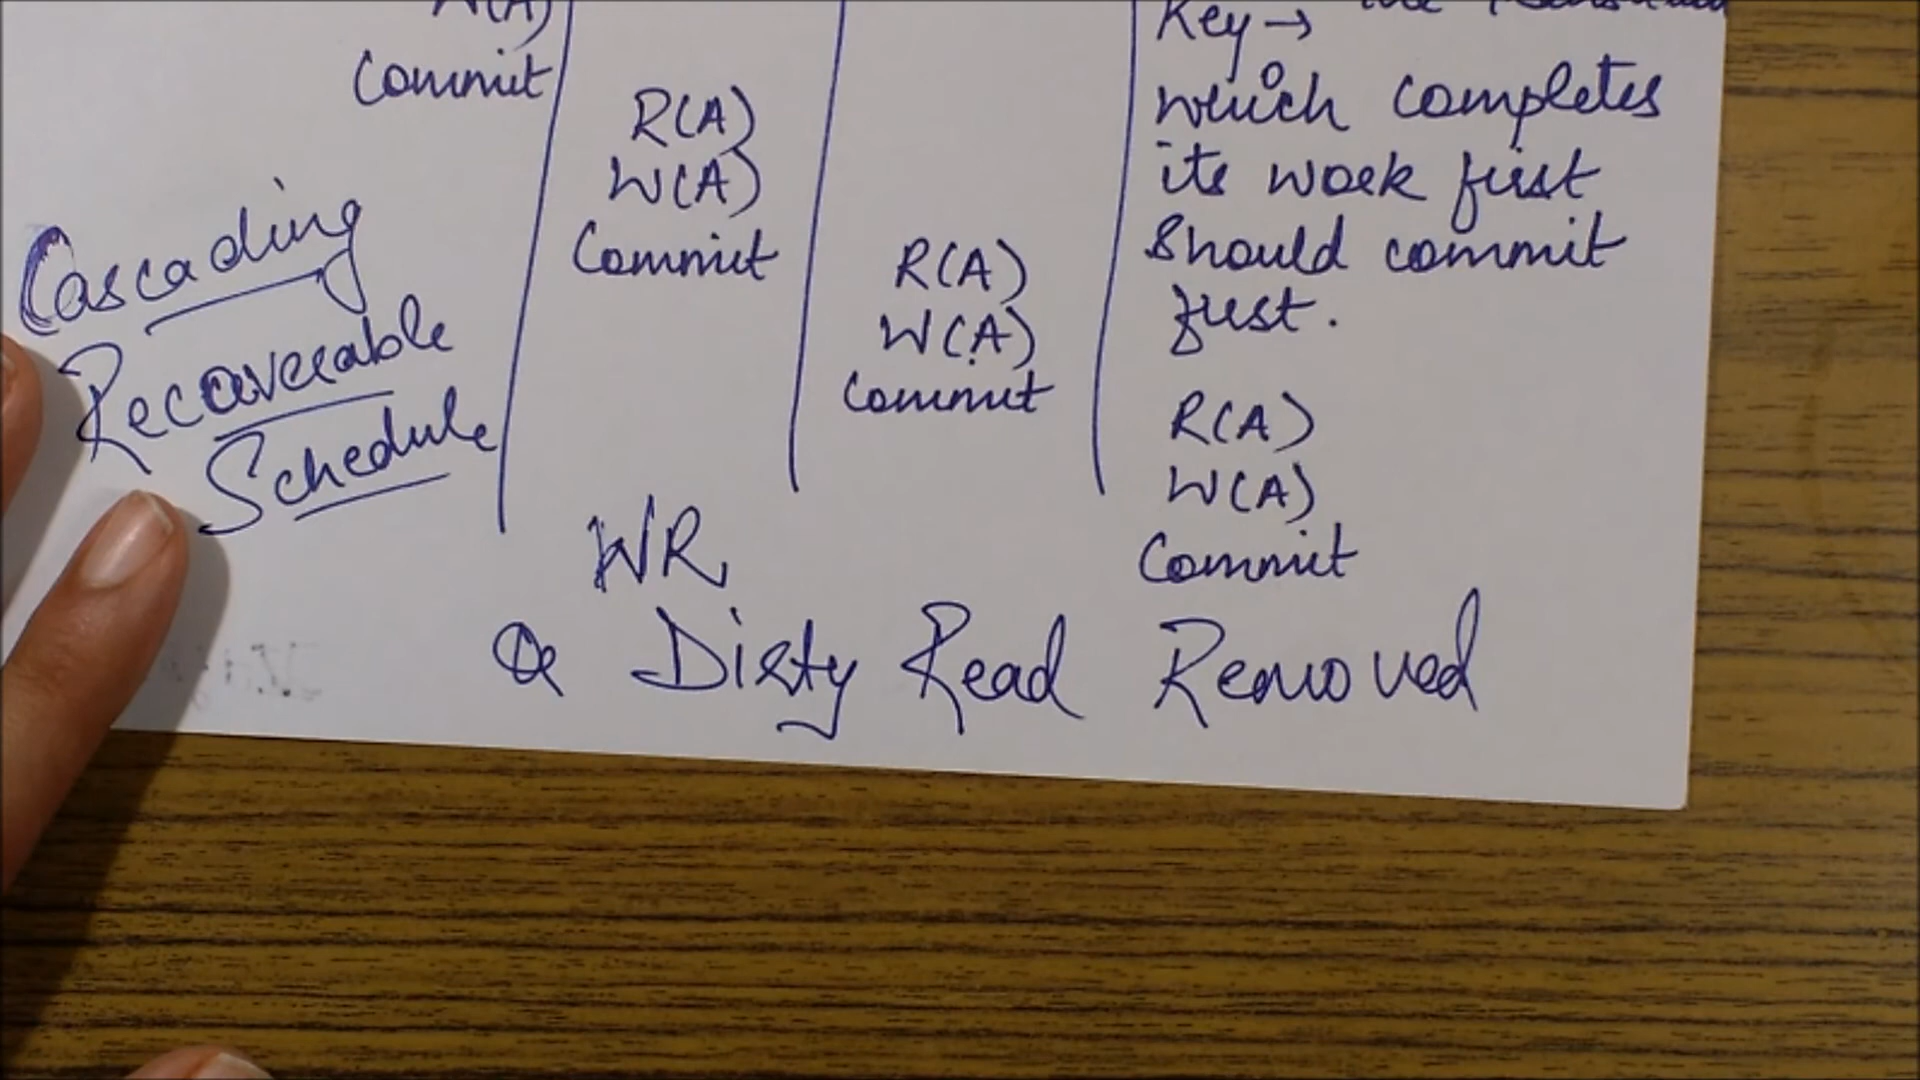 W(A)
Commit
R(A)
W(A)
Commit
R(A)
W(A)
Commit
Key →
which completes
its work first
should commit
first.
R(A)
W(A)
Commit
Cascading
Recoverable
Schedule
WR
Dirty Read Removed